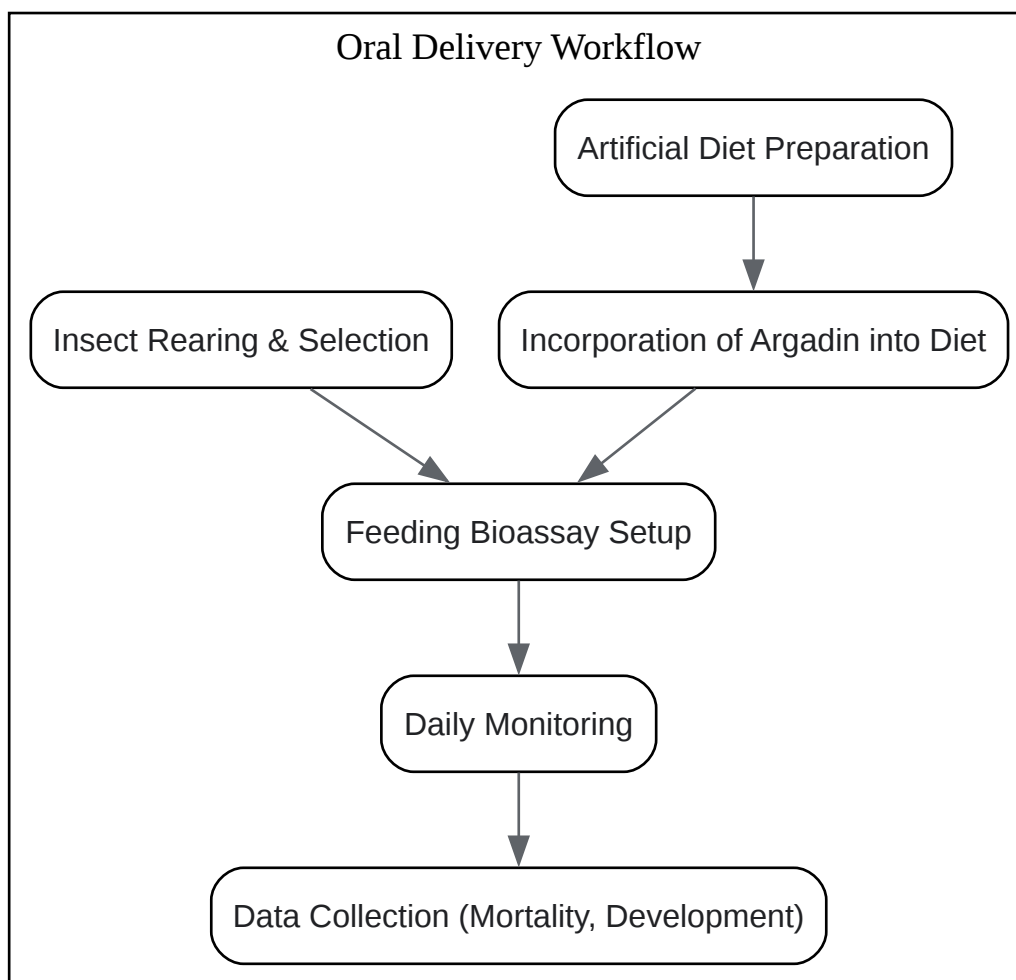 Oral Delivery Workflow
Artificial Diet Preparation
Insect Rearing & Selection
Incorporation of Argadin into Diet
Feeding Bioassay Setup
Daily Monitoring
Data Collection (Mortality, Development)